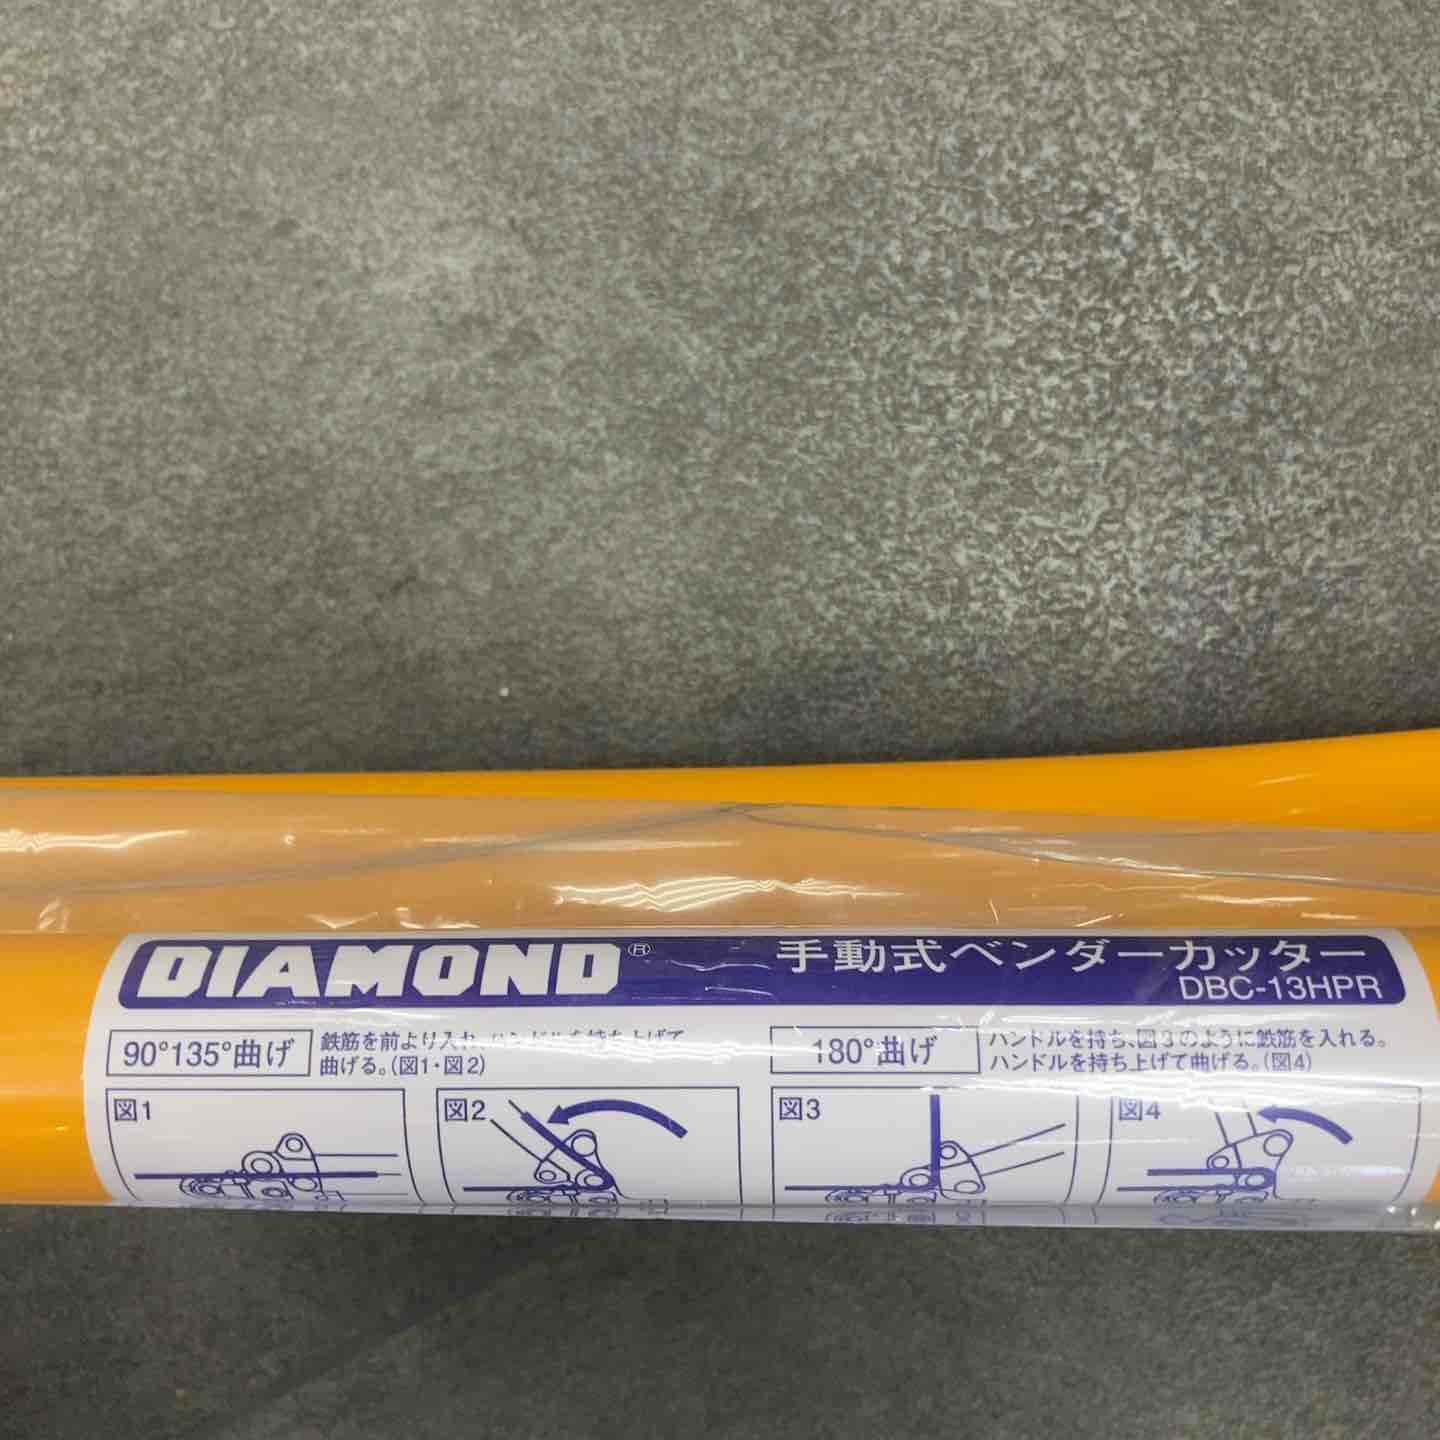 DIAMOND®
手動式ベンダーカッター
DBC-13HPR
90°135°曲げ
鉄筋を前より入れ、ハンドルを持ち上げて
曲げる。(図1・図2)
180°曲げ
ハンドルを持ち、図3のように鉄筋を入れる。
ハンドルを持ち上げて曲げる。(図4)
図1
図2
図3
図4